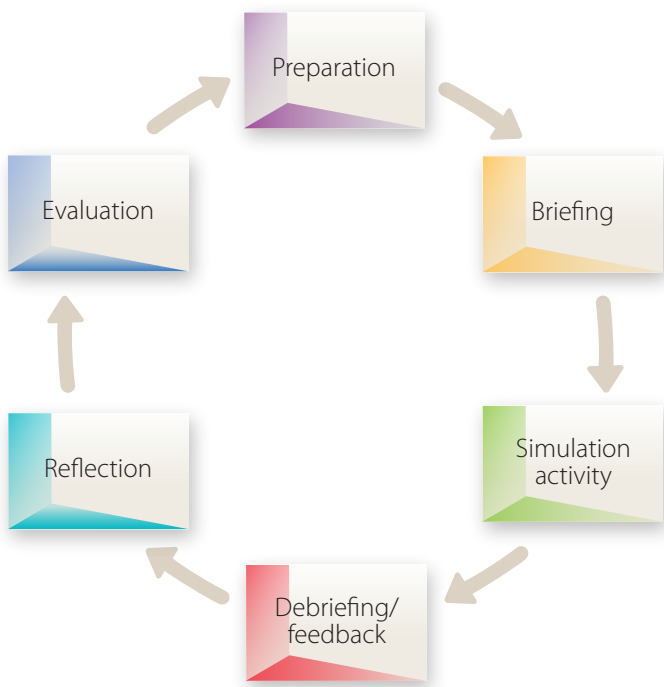 Preparation
Briefing
Simulation
activity
Debriefing/
feedback
Reflection
Evaluation